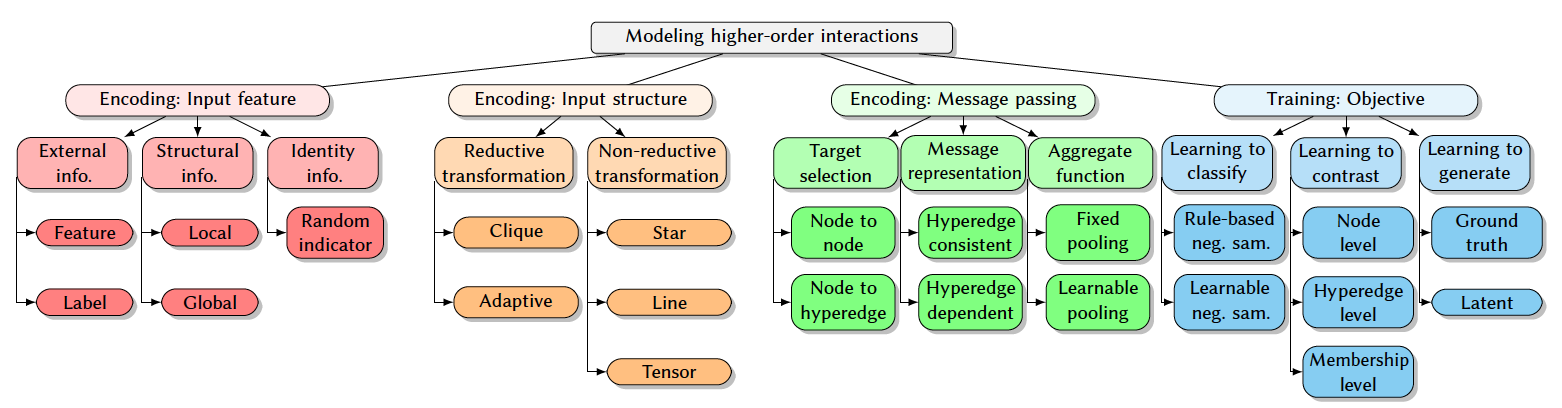 Modeling higher-order interactions
Encoding: Input feature
External
info.
Feature
Label
Structural
info.
Local
Global
Identity
info.
Random
indicator
Encoding: Input structure
Reductive
transformation
Clique
Adaptive
Non-reductive
transformation
Star
Line
Tensor
Encoding: Message passing
Target
selection
Node to
node
Node to
hyperedge
Message
representation
Hyperedge
consistent
Hyperedge
dependent
Aggregate
function
Fixed
pooling
Learnable
pooling
Training: Objective
Learning to
classify
Rule-based
neg. sam.
Learnable
neg. sam.
Learning to
contrast
Node
level
Hyperedge
level
Membership
level
Learning to
generate
Ground
truth
Latent